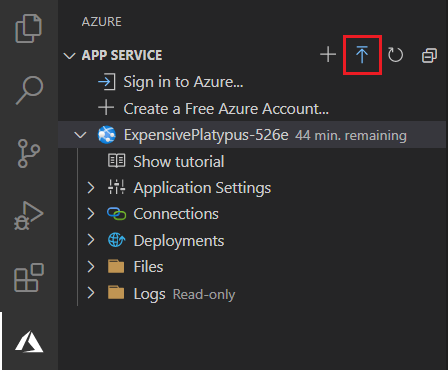 AZURE
APP SERVICE
Sign in to Azure...
Create a Free Azure Account...
ExpensivePlatypus-526e 44 min. remaining
Show tutorial
Application Settings
Connections
Deployments
Files
Logs Read-only